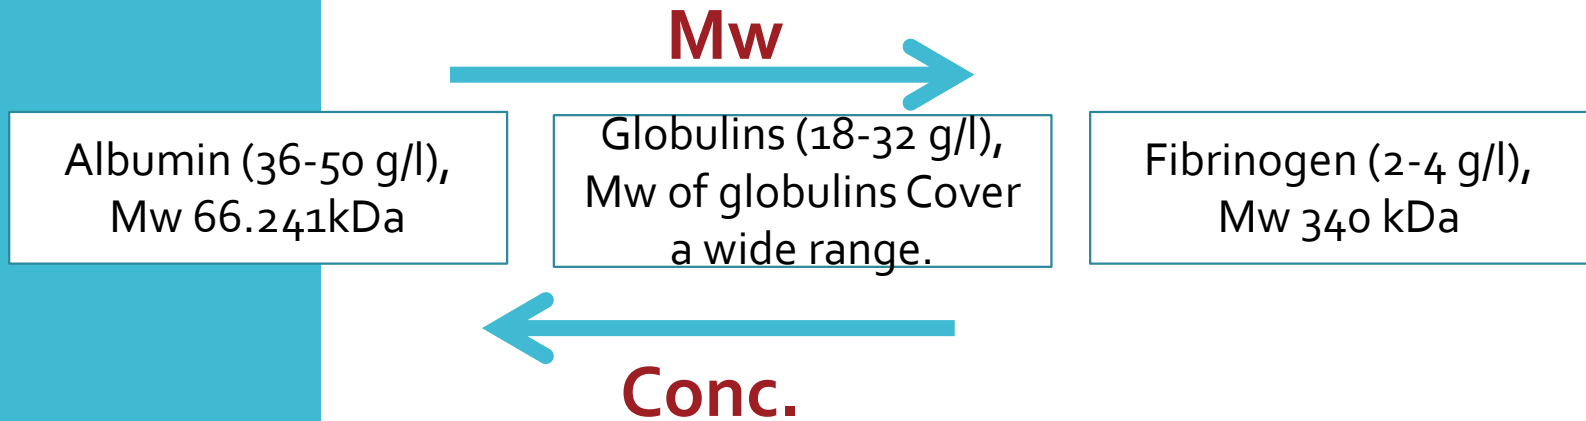 Mw
Albumin (36-50 g/l),
Mw 66.241kDa
Globulins (18-32 g/l),
Mw of globulins Cover
a wide range.
Fibrinogen (2-4 g/l),
Mw 340 kDa
Conc.